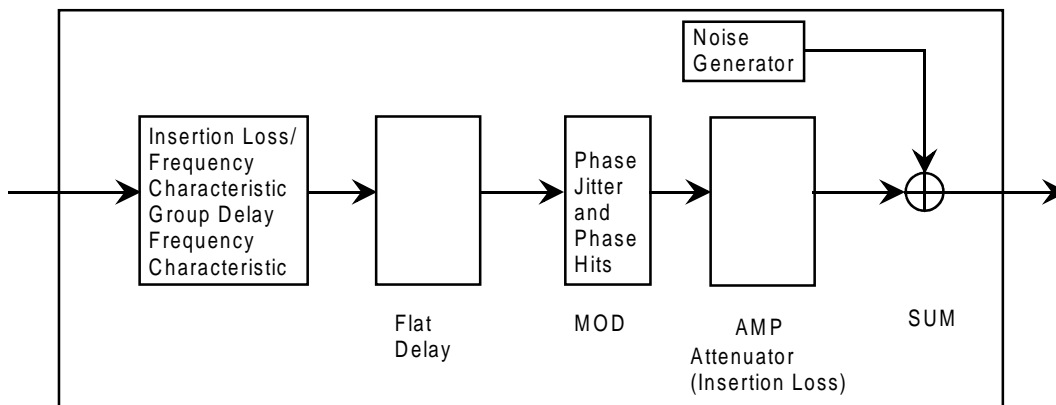 Noise
Generator
Insertion Loss/
Frequency
Characteristic
Group Delay
Frequency
Characteristic
Phase
Jitter
and
Phase
Hits
Flat
Delay
MOD
AMP
Attenuator
(Insertion Loss)
SUM